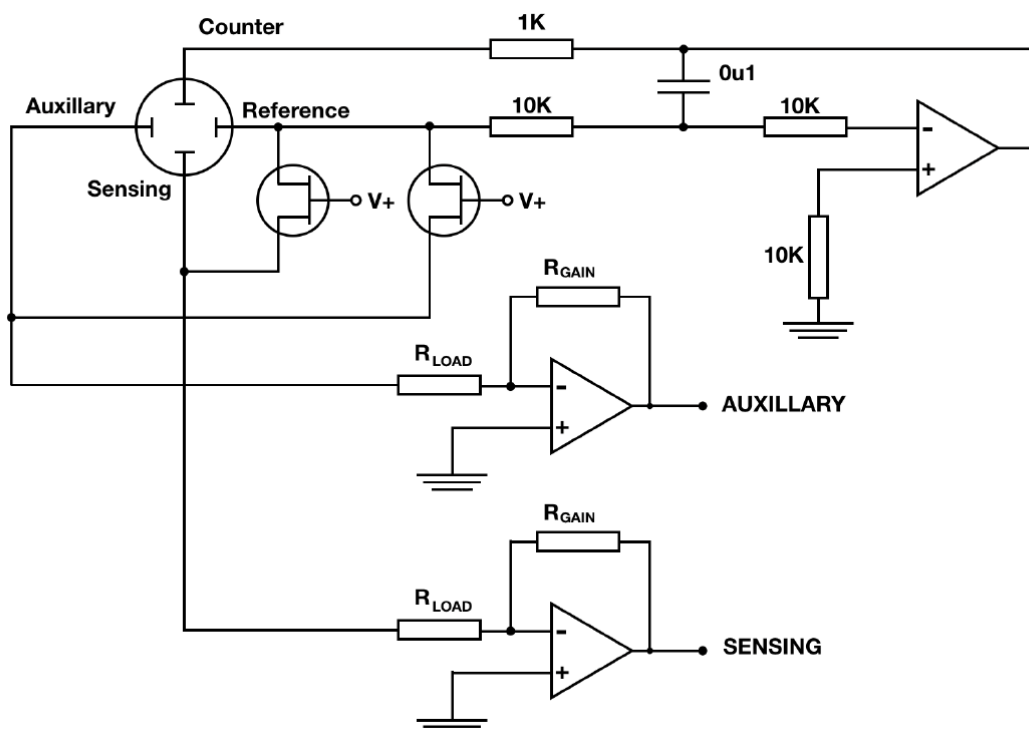 Counter
1K
0u1
Auxillary
Reference
10K
10K
-
+
Sensing
V+
V+
10K
RGAIN
RLOAD
-
+
AUXILLARY
RGAIN
RLOAD
-
+
SENSING